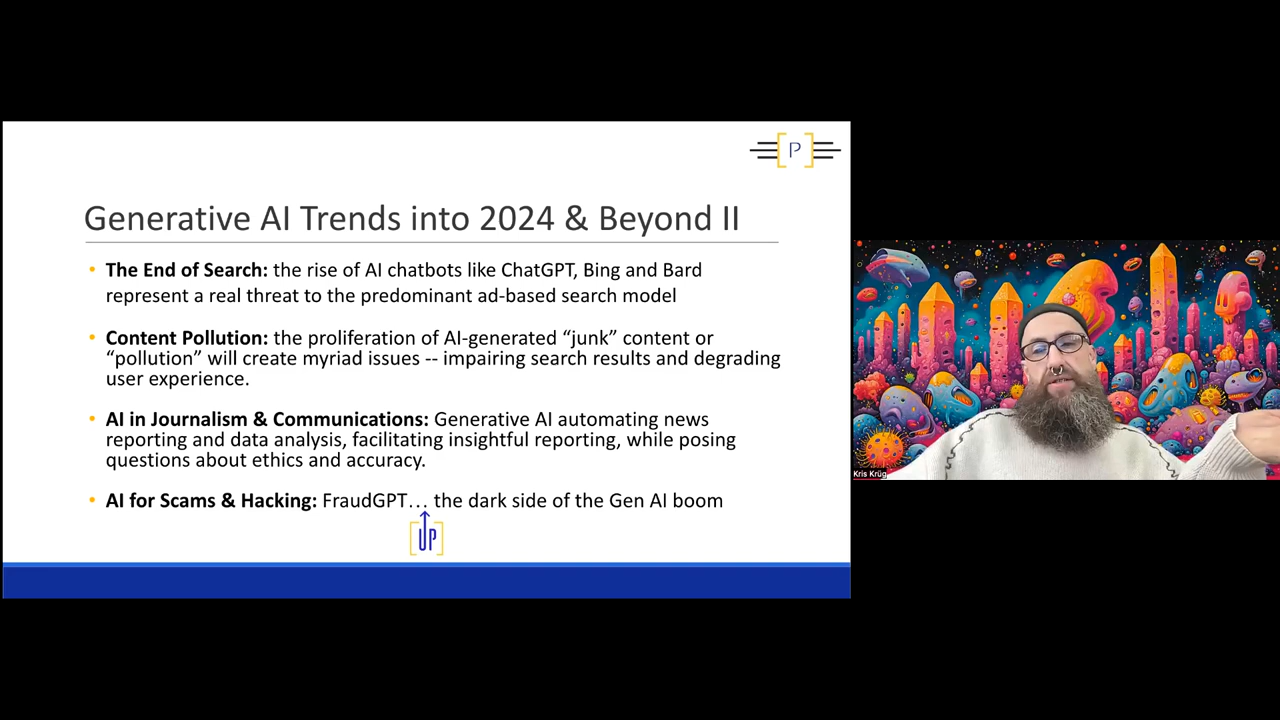 P
Generative AI Trends into 2024 & Beyond II
• The End of Search: the rise of AI chatbots like ChatGPT, Bing and Bard
represent a real threat to the predominant ad-based search model
• Content Pollution: the proliferation of AI-generated “junk” content or
“pollution” will create myriad issues -- impairing search results and degrading
user experience.
• AI in Journalism & Communications: Generative AI automating news
reporting and data analysis, facilitating insightful reporting, while posing
questions about ethics and accuracy.
• AI for Scams & Hacking: FraudGPT… the dark side of the Gen AI boom
UP
Kris Krüg